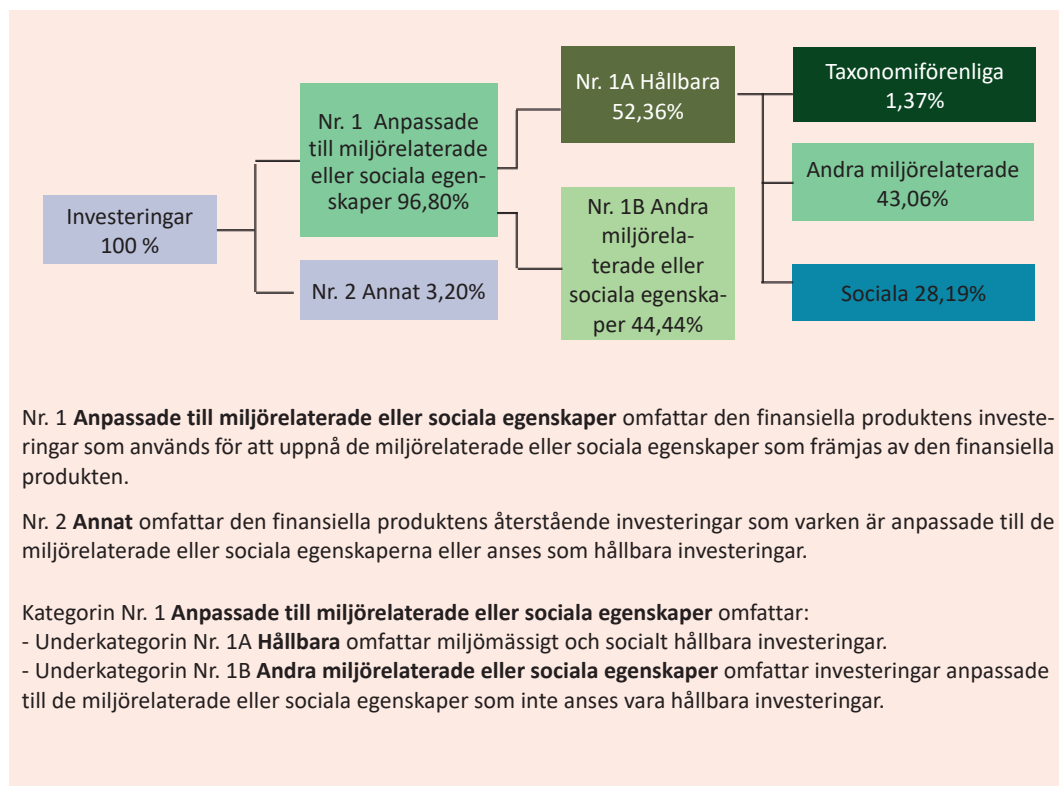 Investeringar
100 %
Nr. 1 Anpassade
till miljörelaterade
eller sociala egen-
skaper 96,80%
Nr. 2 Annat 3,20%
Nr. 1A Hållbara
52,36%
Nr. 1B Andra
miljörela-
terade eller
sociala egenska-
per 44,44%
Taxonomiförenliga
1,37%
Andra miljörelaterade
43,06%
Sociala 28,19%
Nr. 1 Anpassade till miljörelaterade eller sociala egenskaper omfattar den finansiella produktens investe-
ringar som används för att uppnå de miljörelaterade eller sociala egenskaper som främjas av den finansiella
produkten.
Nr. 2 Annat omfattar den finansiella produktens återstående investeringar som varken är anpassade till de
miljörelaterade eller sociala egenskaperna eller anses som hållbara investeringar.
Kategorin Nr. 1 Anpassade till miljörelaterade eller sociala egenskaper omfattar:
- Underkategorin Nr. 1A Hållbara omfattar miljömässigt och socialt hållbara investeringar.
- Underkategorin Nr. 1B Andra miljörelaterade eller sociala egenskaper omfattar investeringar anpassade
till de miljörelaterade eller sociala egenskaper som inte anses vara hållbara investeringar.